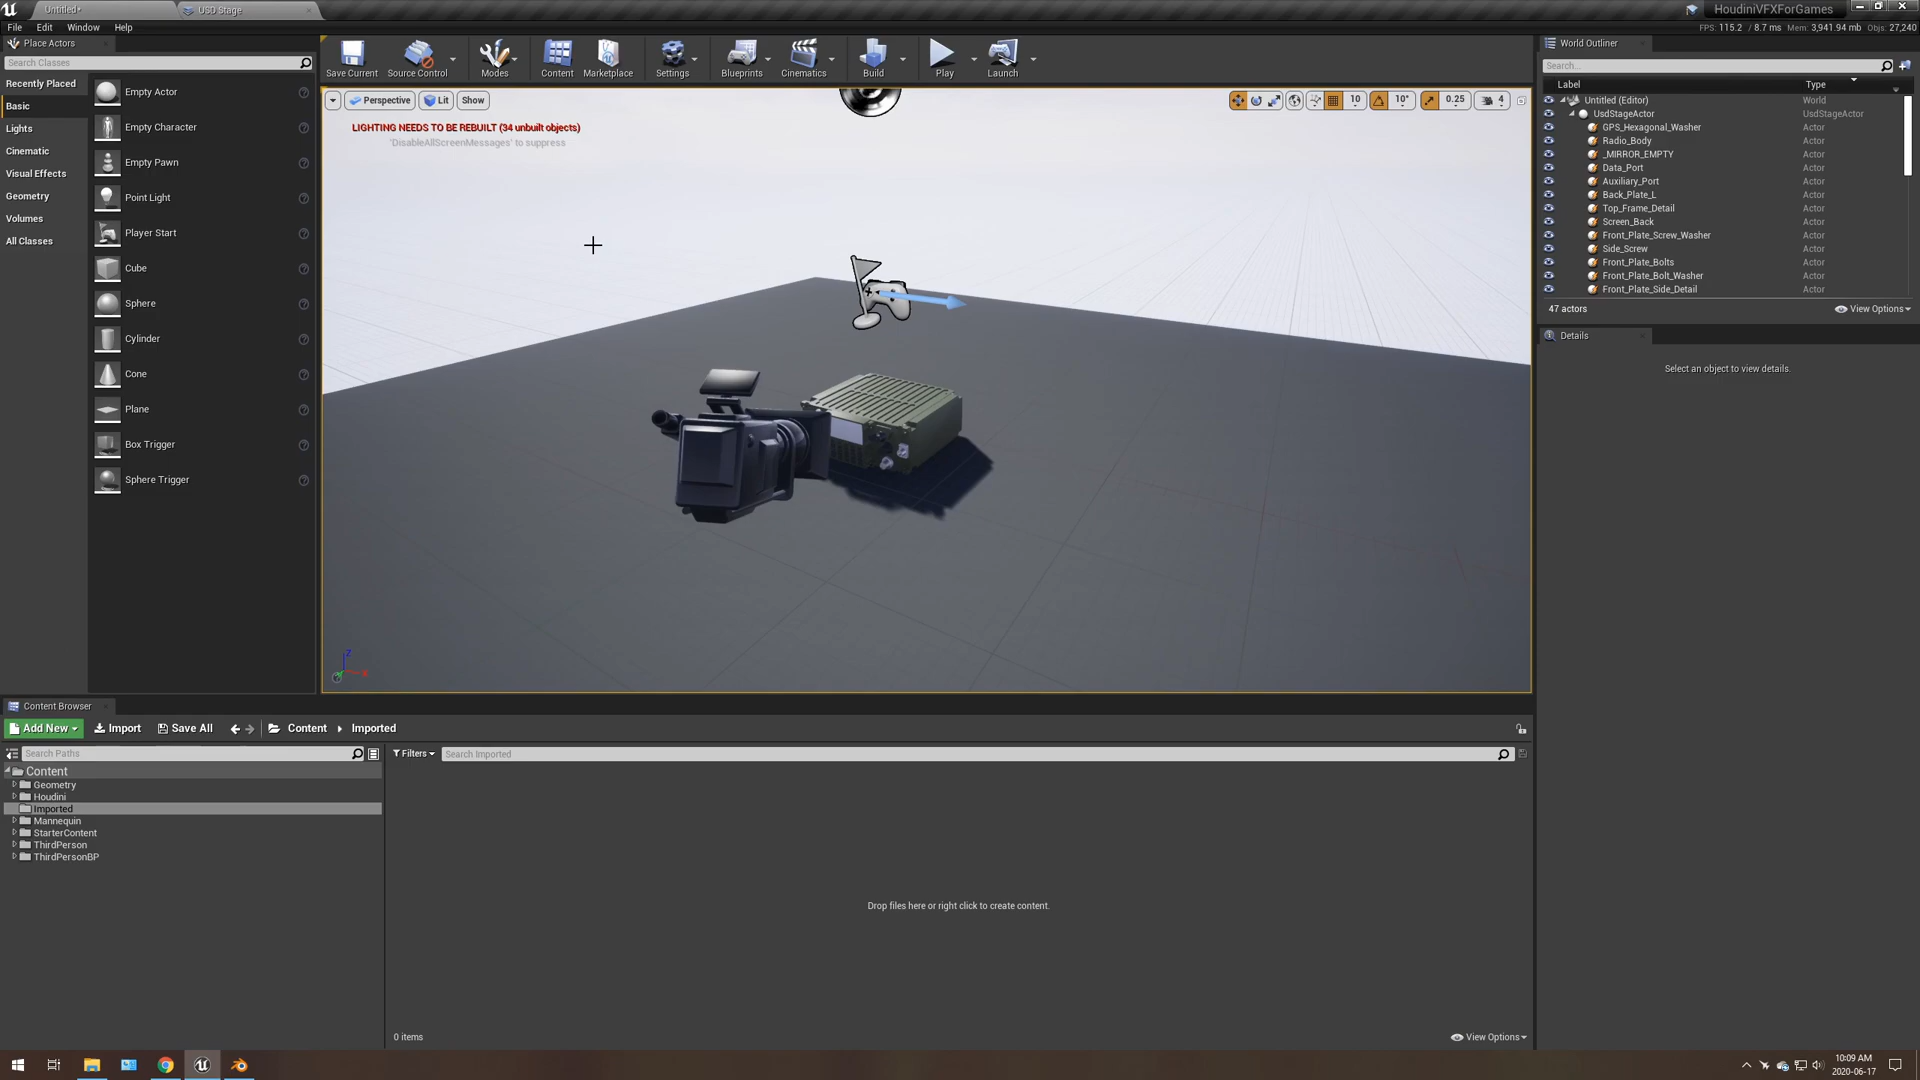 Untitled*
USD Stage
HoudiniVFXForGames
File Edit Window Help
FPS: 115.2 / 8.7 ms Mem: 3,941.94 mb Objs: 27,240
Place Actors
Search Classes
Recently Placed
Basic
Lights
Cinematic
Visual Effects
Geometry
Volumes
All Classes
Empty Actor
Empty Character
Empty Pawn
Point Light
Player Start
Cube
Sphere
Cylinder
Cone
Plane
Box Trigger
Sphere Trigger
Save Current
Source Control
Modes
Content
Marketplace
Settings
Blueprints
Cinematics
Build
Play
Launch
Perspective
Lit
Show
10
10°
0.25
4
LIGHTING NEEDS TO BE REBUILT (34 unbuilt objects)
'DisableAllScreenMessages' to suppress
Z
X
World Outliner
Search...
Label Type
Untitled (Editor) World
UsdStageActor UsdStageActor
GPS_Hexagonal_Washer Actor
Radio_Body Actor
_MIRROR_EMPTY Actor
Data_Port Actor
Auxiliary_Port Actor
Back_Plate_L Actor
Top_Frame_Detail Actor
Screen_Back Actor
Front_Plate_Screw_Washer Actor
Side_Screw Actor
Front_Plate_Bolts Actor
Front_Plate_Bolt_Washer Actor
Front_Plate_Side_Detail Actor
47 actors
View Options
Details
Select an object to view details.
Content Browser
Add New
Import
Save All
Content
Imported
Search Paths
Filters
Search Imported
Content
Geometry
Houdini
Imported
Mannequin
StarterContent
ThirdPerson
ThirdPersonBP
Drop files here or right click to create content.
0 items
View Options
10:09 AM
2020-06-17